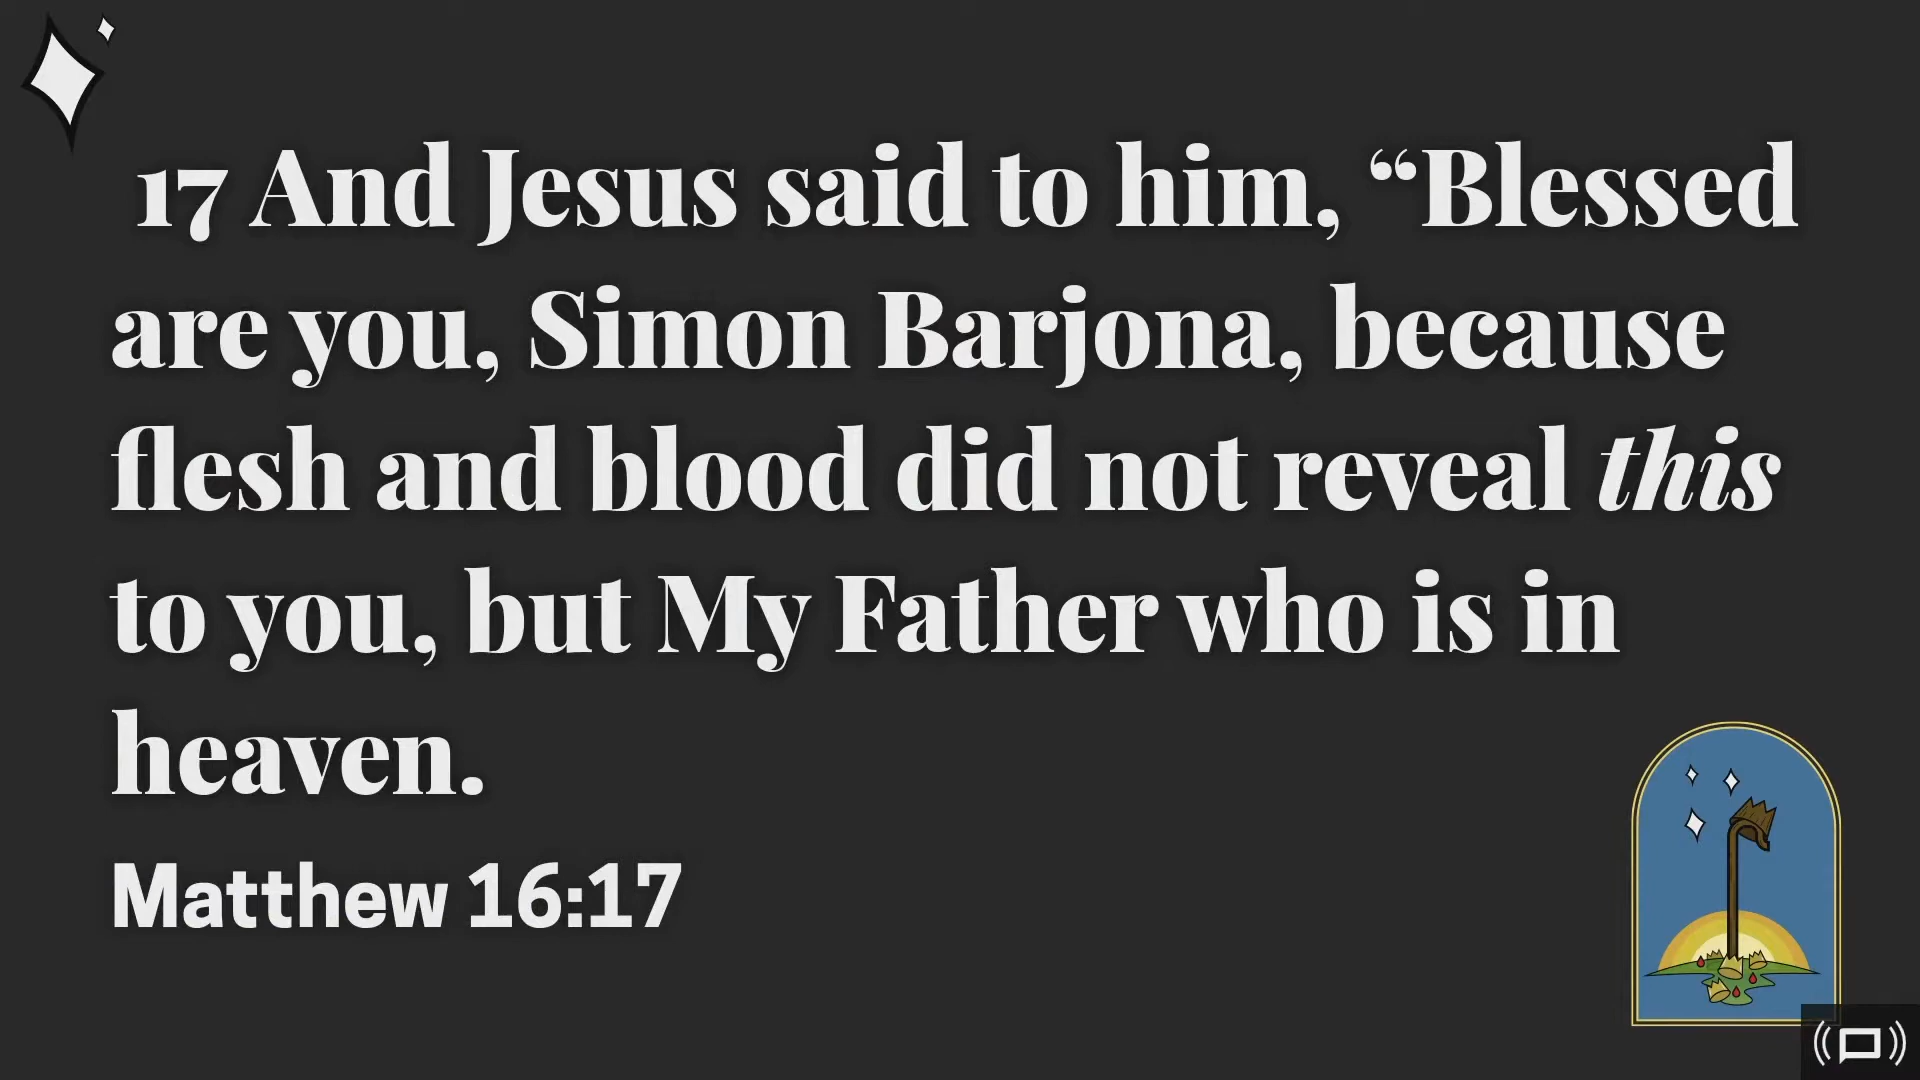 17 And Jesus said to him, “Blessed
are you, Simon Barjona, because
flesh and blood did not reveal this
to you, but My Father who is in
heaven.
Matthew 16:17